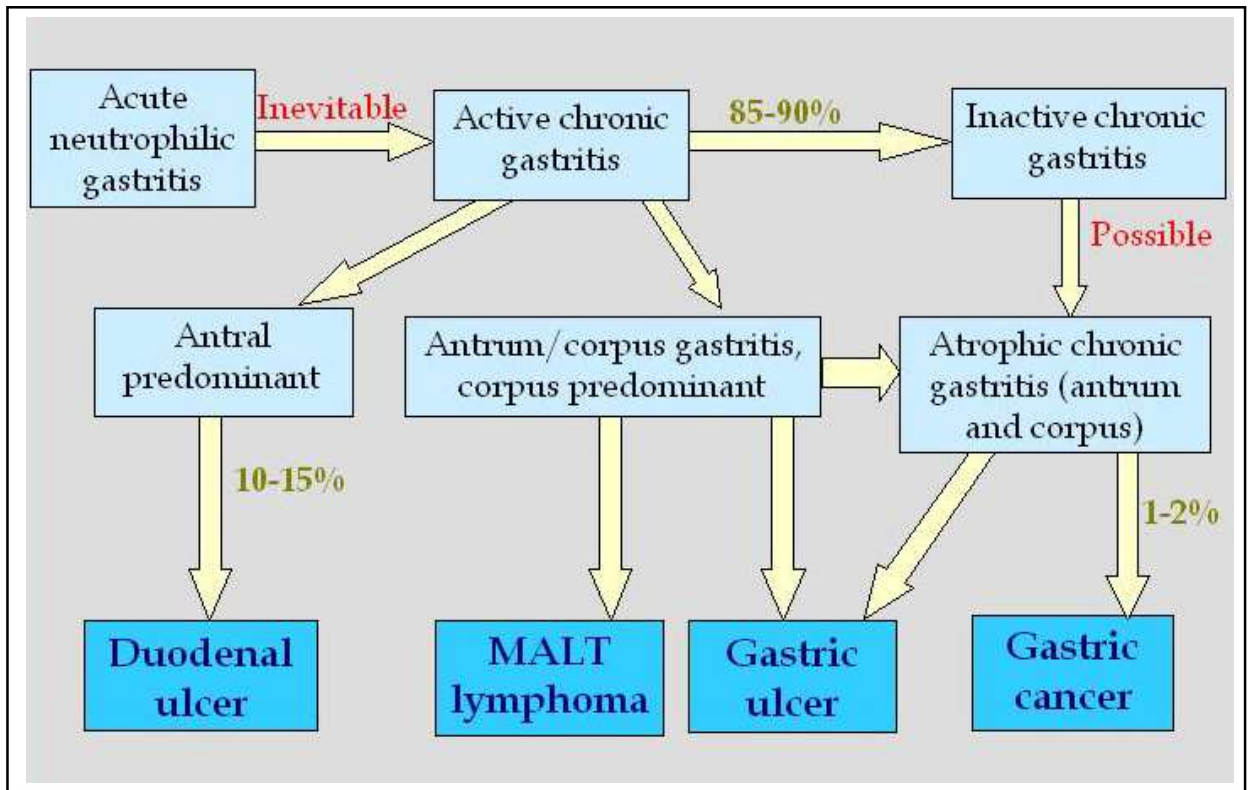 Acute
neutrophilic
gastritis
Inevitable
Active chronic
gastritis
85-90%
Inactive chronic
gastritis
Possible
Antral
predominant
Antrum/corpus gastritis,
corpus predominant
Atrophic chronic
gastritis (antrum
and corpus)
10-15%
1-2%
Duodenal
ulcer
MALT
lymphoma
Gastric
ulcer
Gastric
cancer